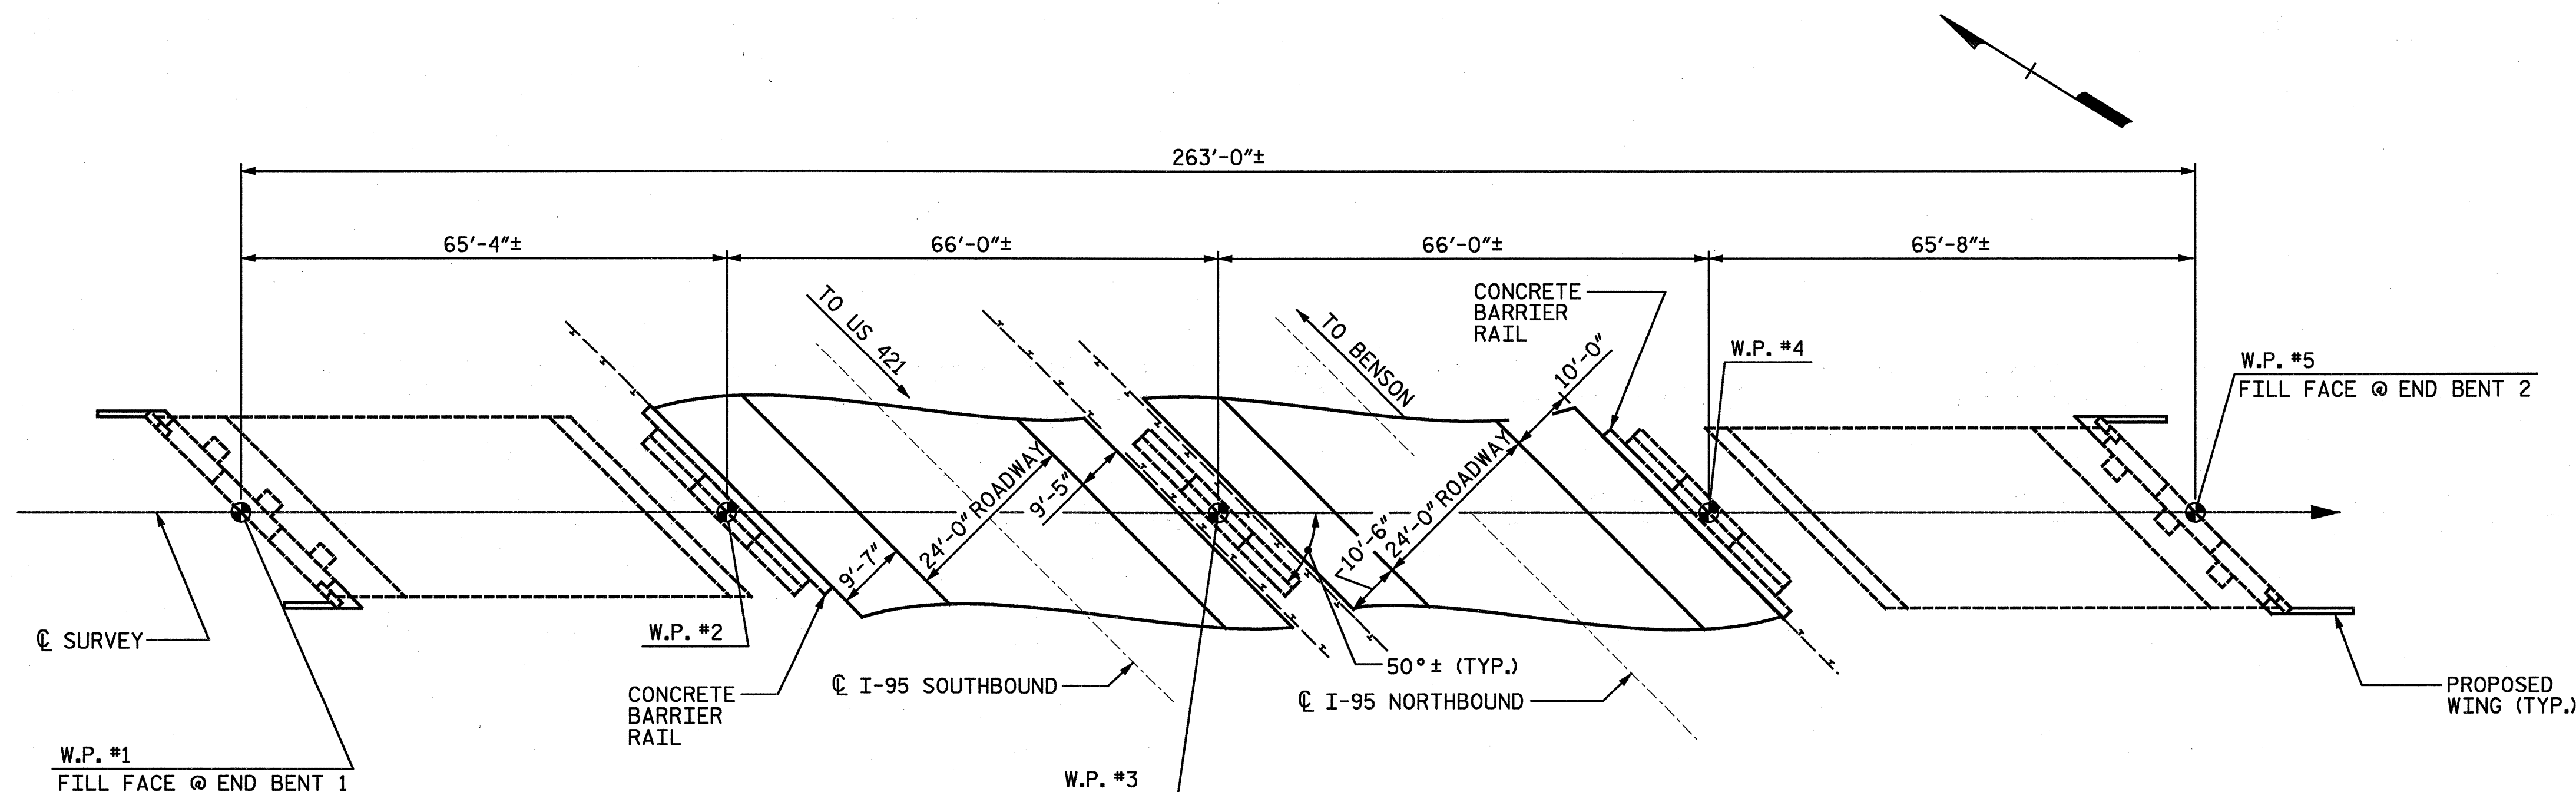 263'-0"±
65'-4"±
66'-0"±
66'-0"±
65'-8"±
TO US 421
TO BENSON
CONCRETE
BARRIER
RAIL
10'-0"
W.P. #4
W.P. #5
FILL FACE @ END BENT 2
24'-0" ROADWAY
9'-5"
9'-7"
10'-6"
24'-0" ROADWAY
℄ SURVEY
W.P. #2
CONCRETE
BARRIER
RAIL
℄ I-95 SOUTHBOUND
50°± (TYP.)
℄ I-95 NORTHBOUND
PROPOSED
WING (TYP.)
W.P. #1
FILL FACE @ END BENT 1
W.P. #3